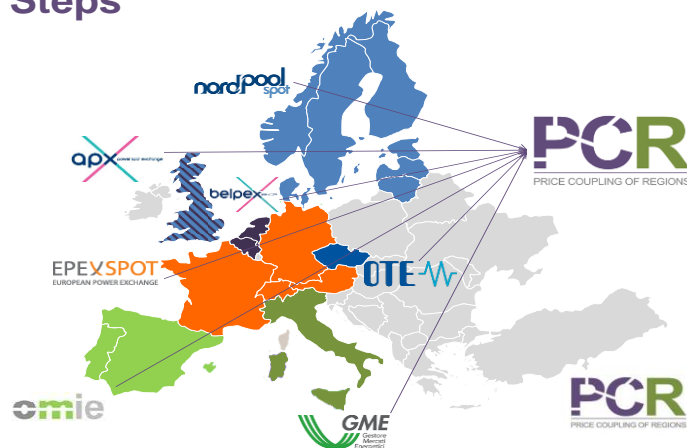 Steps
nordpool
spot
apx power spot exchange
belpex
PCR
PRICE COUPLING OF REGIONS
EPEXSPOT
EUROPEAN POWER EXCHANGE
OTE
omie
GME
Gestore
Mercati
Energetici
PCR
PRICE COUPLING OF REGIONS